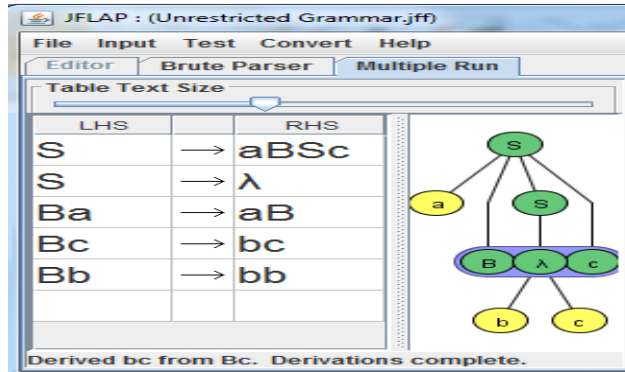 JFLAP : (Unrestricted Grammar.jff)
File Input Test Convert Help
Editor Brute Parser Multiple Run
Table Text Size
LHS RHS
S → aBSc
S → λ
Ba → aB
Bc → bc
Bb → bb
S
a S
B λ c
b c
Derived bc from Bc. Derivations complete.